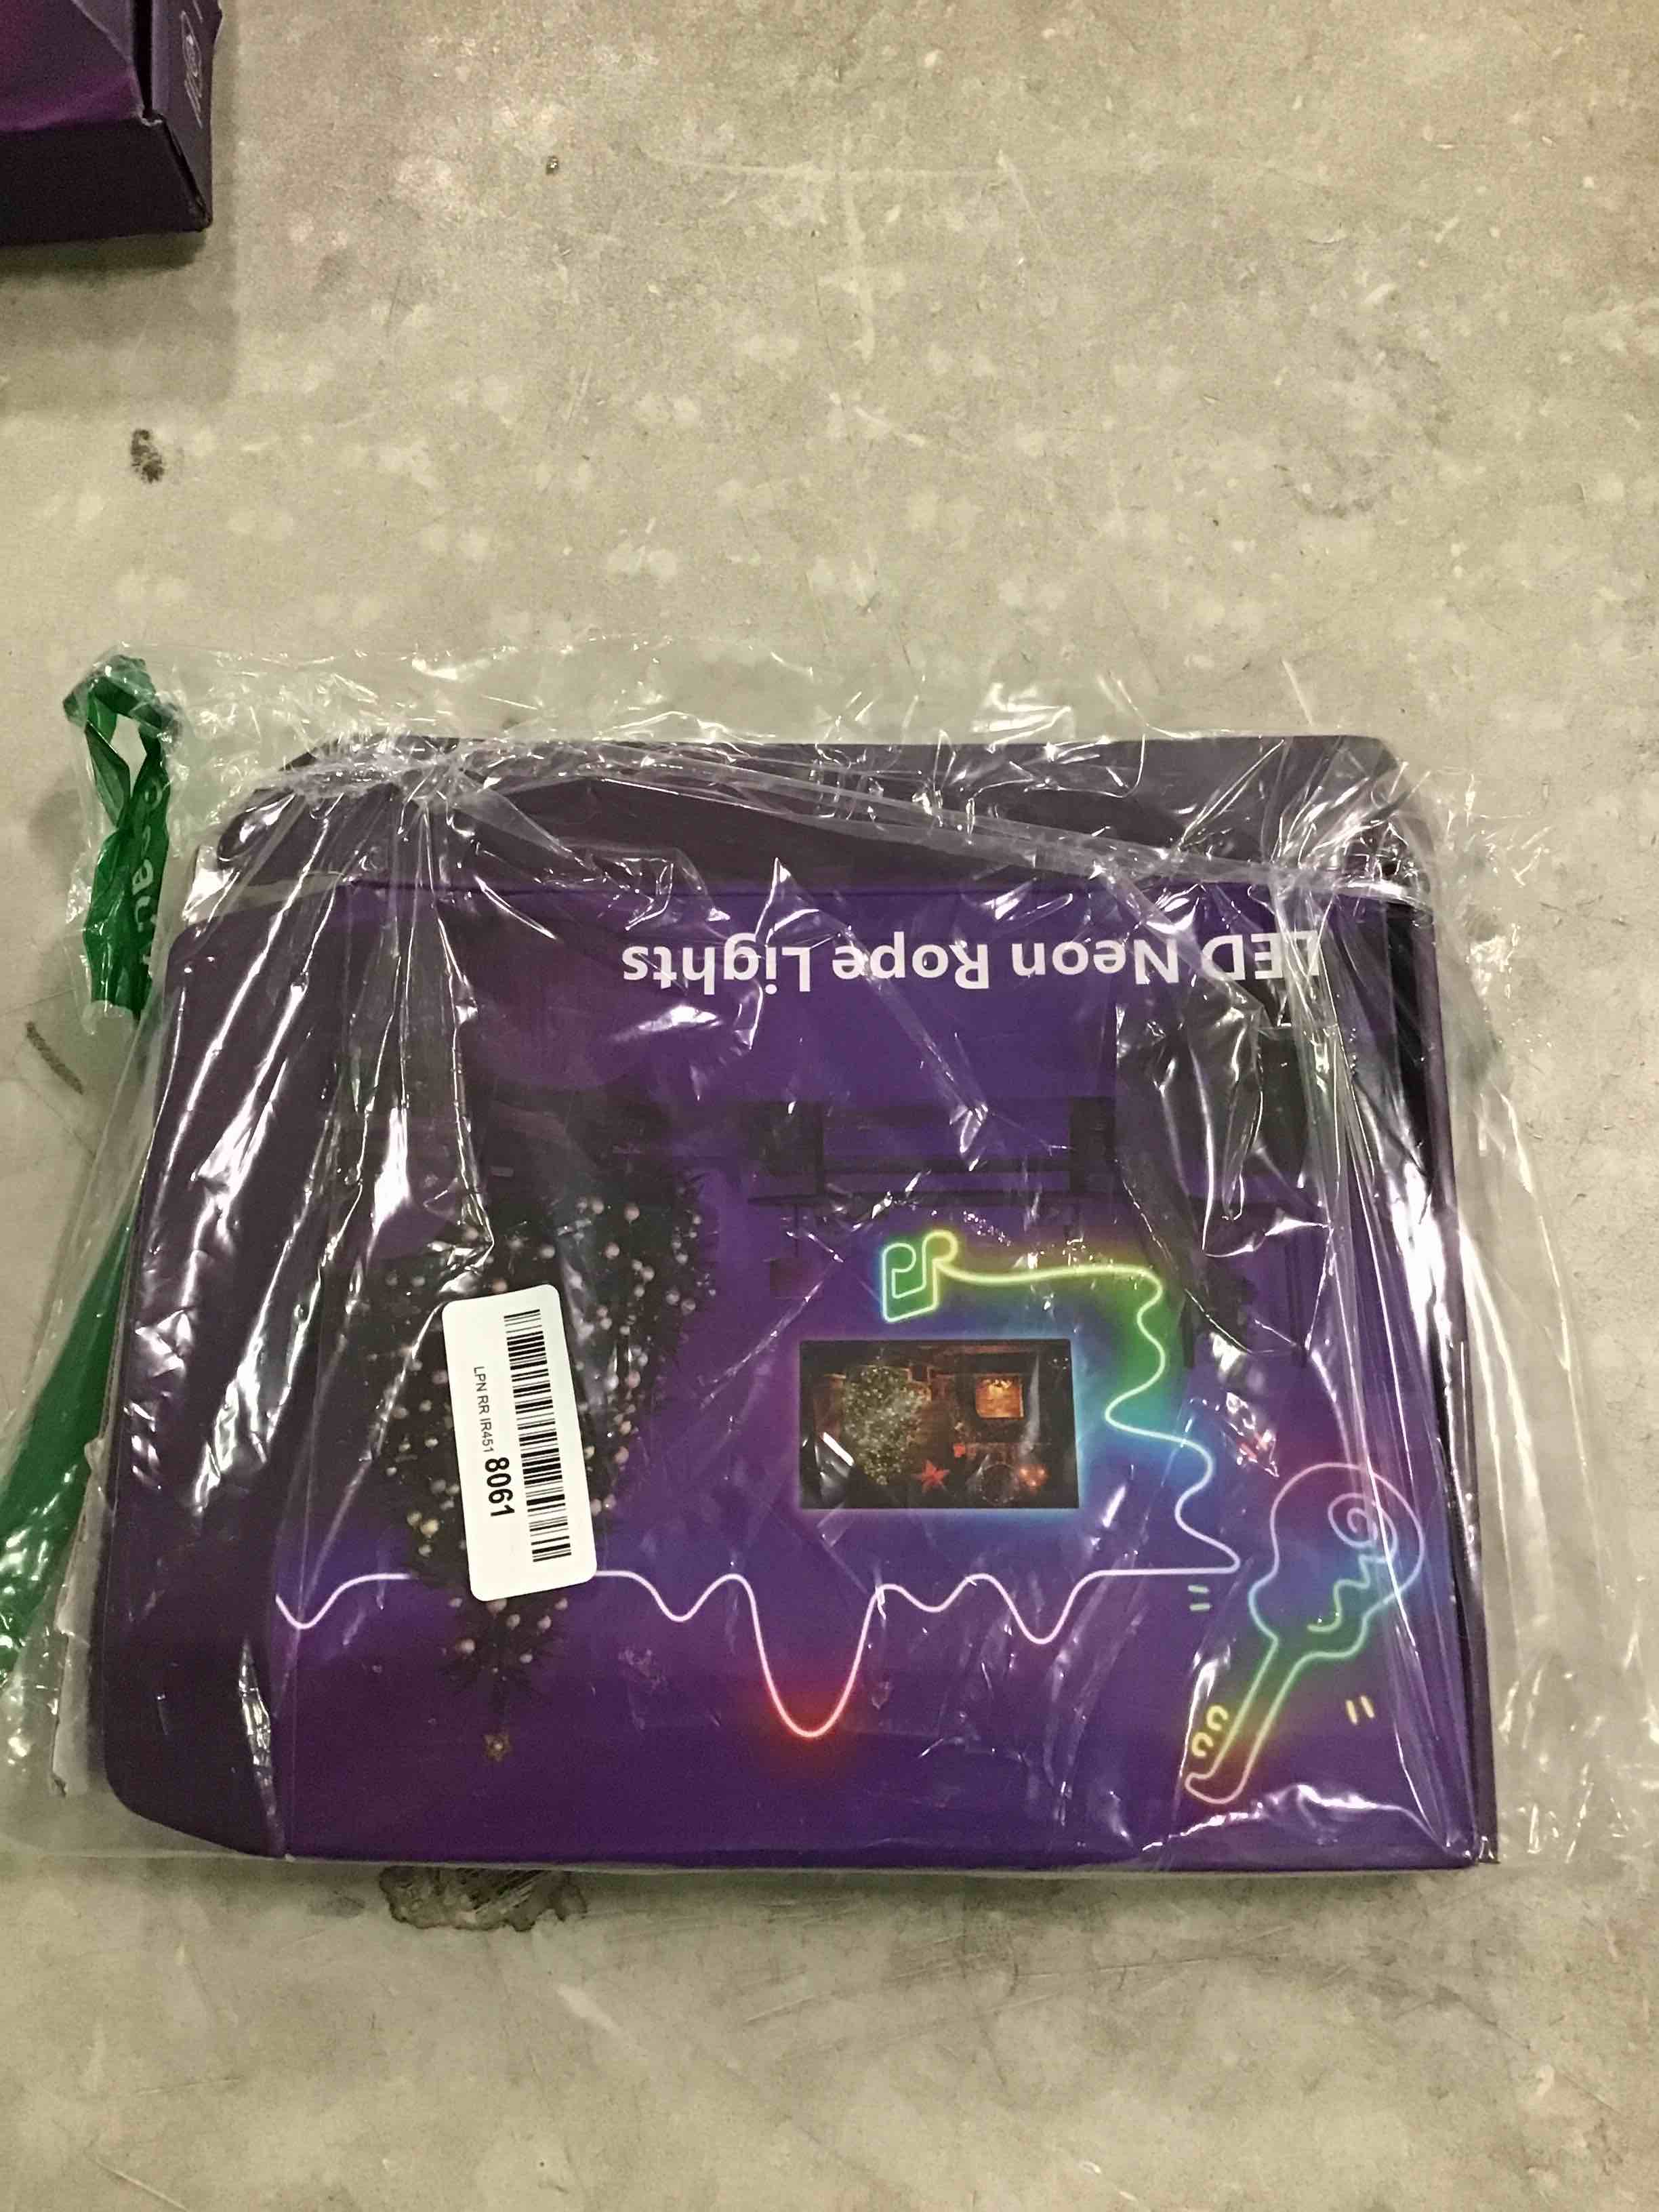 LED Neon Rope Lights
LPN RR IR451 8061